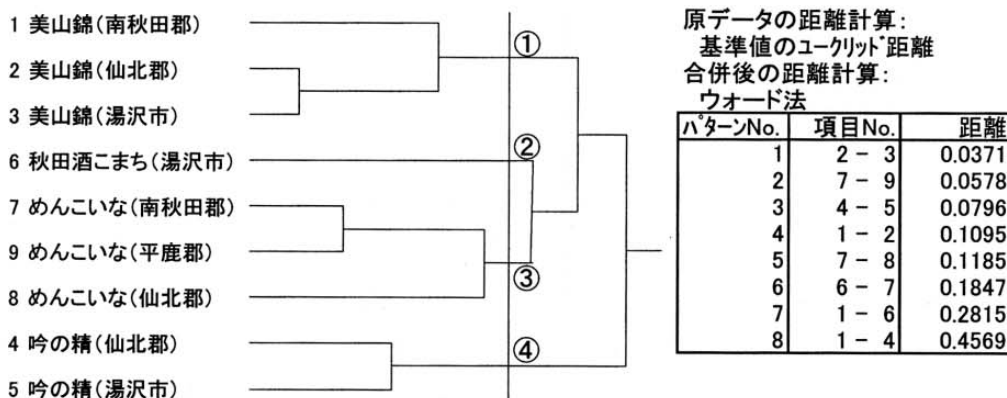 1 美山錦(南秋田郡)
2 美山錦(仙北郡)
3 美山錦(湯沢市)
6 秋田酒こまち(湯沢市)
7 めんこいな(南秋田郡)
9 めんこいな(平鹿郡)
8 めんこいな(仙北郡)
4 吟の精(仙北郡)
5 吟の精(湯沢市)
①
②
③
④
原データの距離計算:
基準値のユークリッド距離
合併後の距離計算:
ウォード法
パターンNo. 項目No. 距離
1 2 - 3 0.0371
2 7 - 9 0.0578
3 4 - 5 0.0796
4 1 - 2 0.1095
5 7 - 8 0.1185
6 6 - 7 0.1847
7 1 - 6 0.2815
8 1 - 4 0.4569